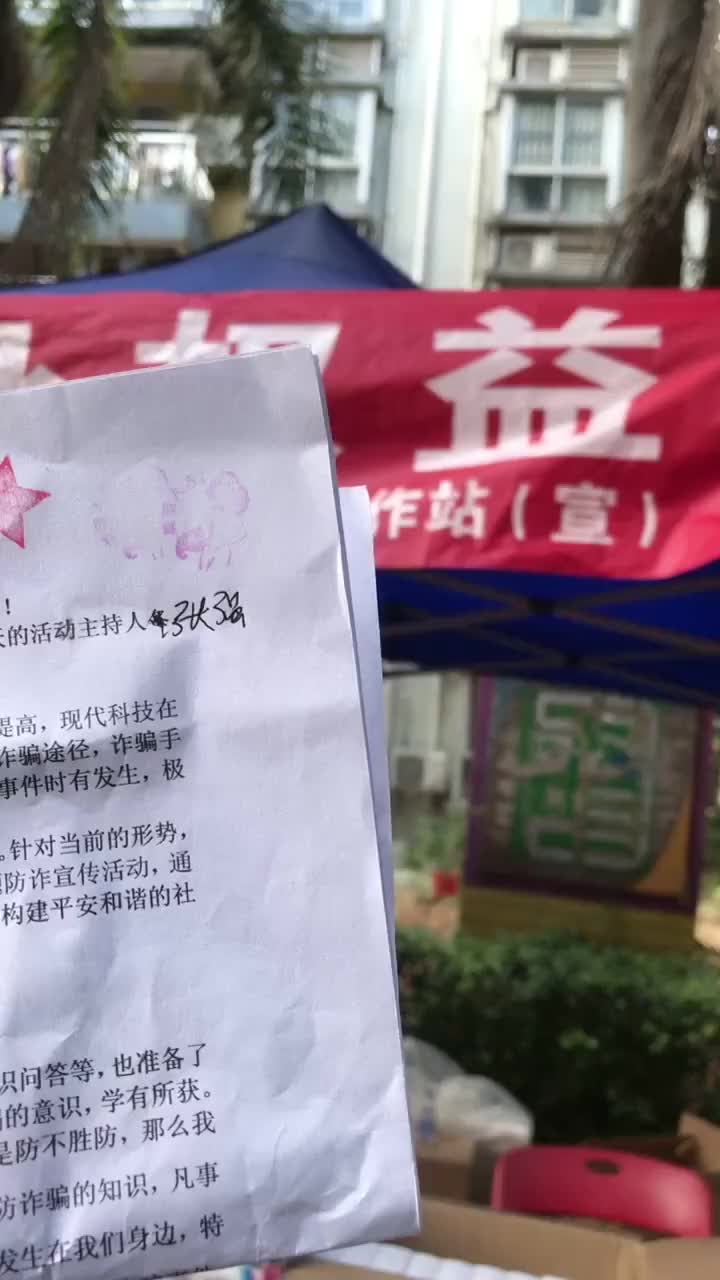 权益
作站（宣）
！
天的活动主持人张强
提高，现代科技在
诈骗途径，诈骗手
事件时有发生，极
。针对当前的形势，
防诈宣传活动，通
构建平安和谐的社
识问答等，也准备了
的意识，学有所获。
是防不胜防，那么我
防诈骗的知识，凡事
发生在我们身边，特